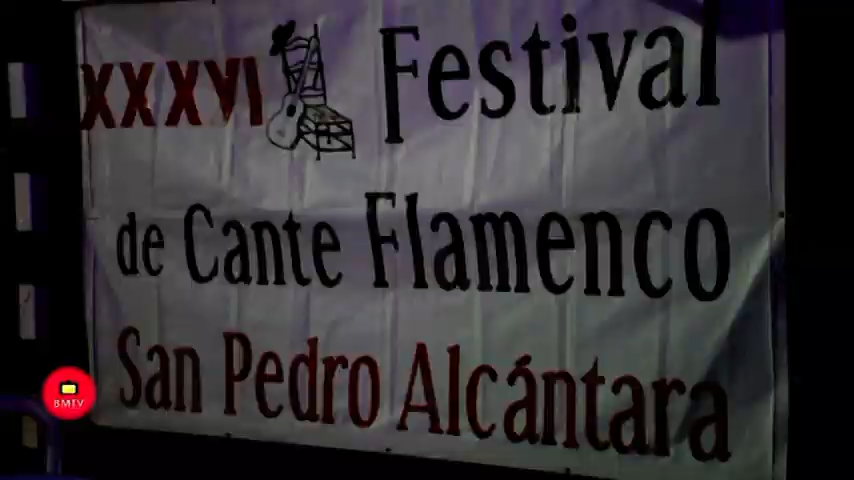 XXXVI Festival
de Cante Flamenco
San Pedro Alcántara
BMTV